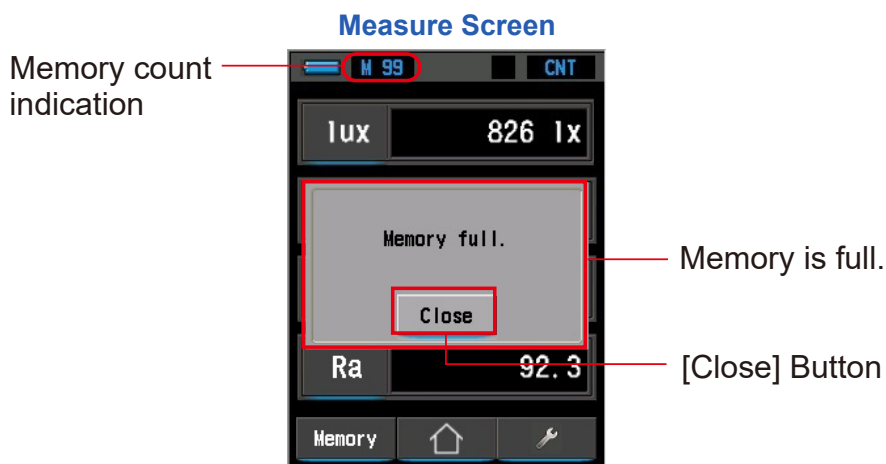 Measure Screen
Memory count
indication
M 99
CNT
lux
826 lx
Memory full.
Memory is full.
Close
[Close] Button
Ra
92.3
Memory